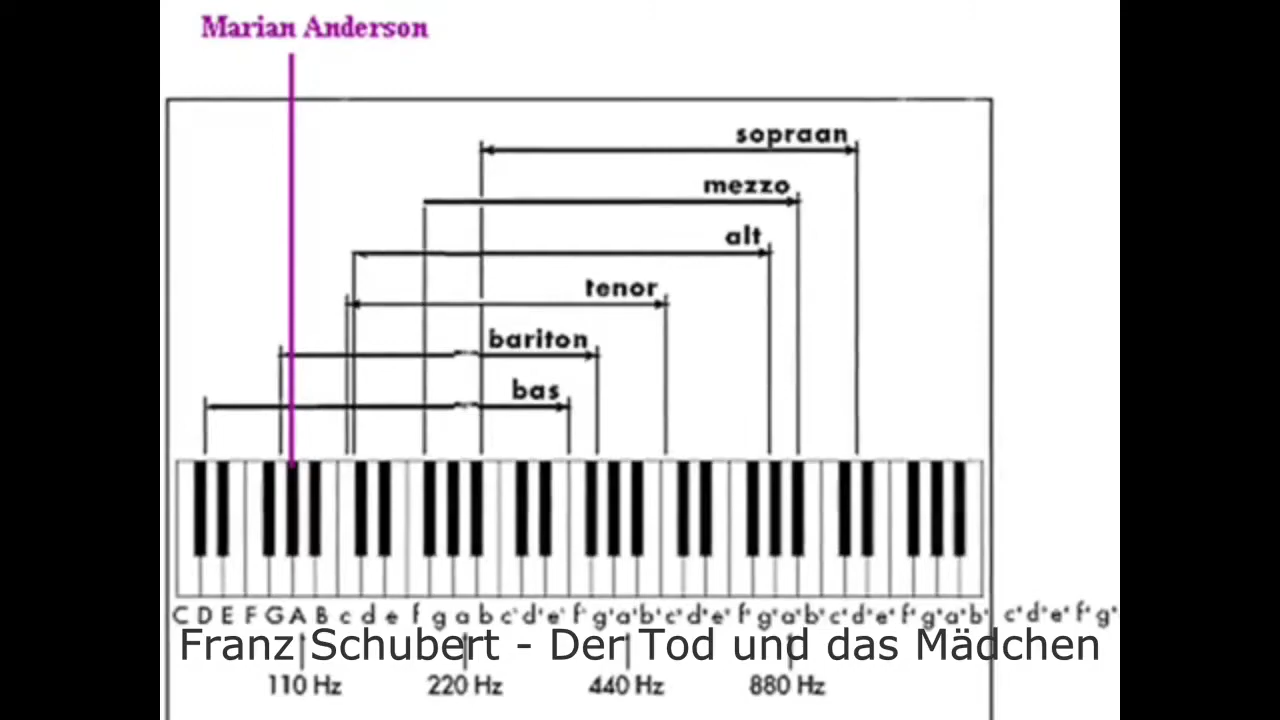 Marian Anderson
sopraan
mezzo
alt
tenor
bariton
bas
C D E F G A B c d e f g a b c' d' e' f' g' a' b' c' d' e' f' g' a' b' c' d' e' f' g' a' b' c' d' e' f' g'
Franz Schubert - Der Tod und das Mädchen
110 Hz 220 Hz 440 Hz 880 Hz